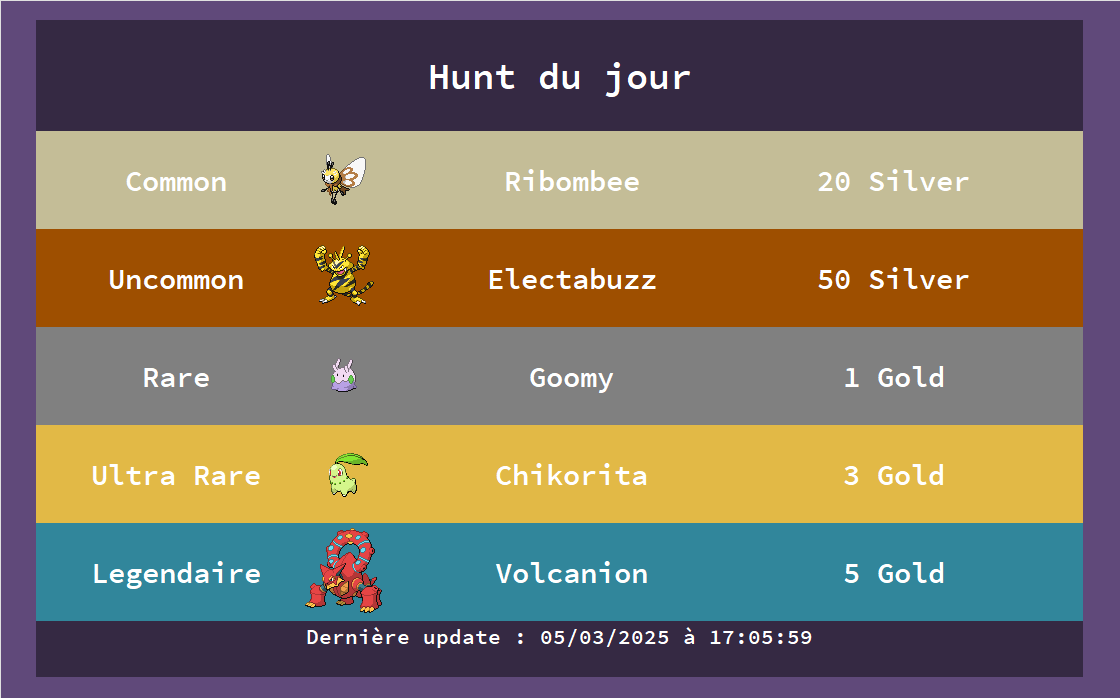 Hunt du jour
Common Ribombee 20 Silver
Uncommon Electabuzz 50 Silver
Rare Goomy 1 Gold
Ultra Rare Chikorita 3 Gold
Legendaire Volcanion 5 Gold
Dernière update : 05/03/2025 à 17:05:59